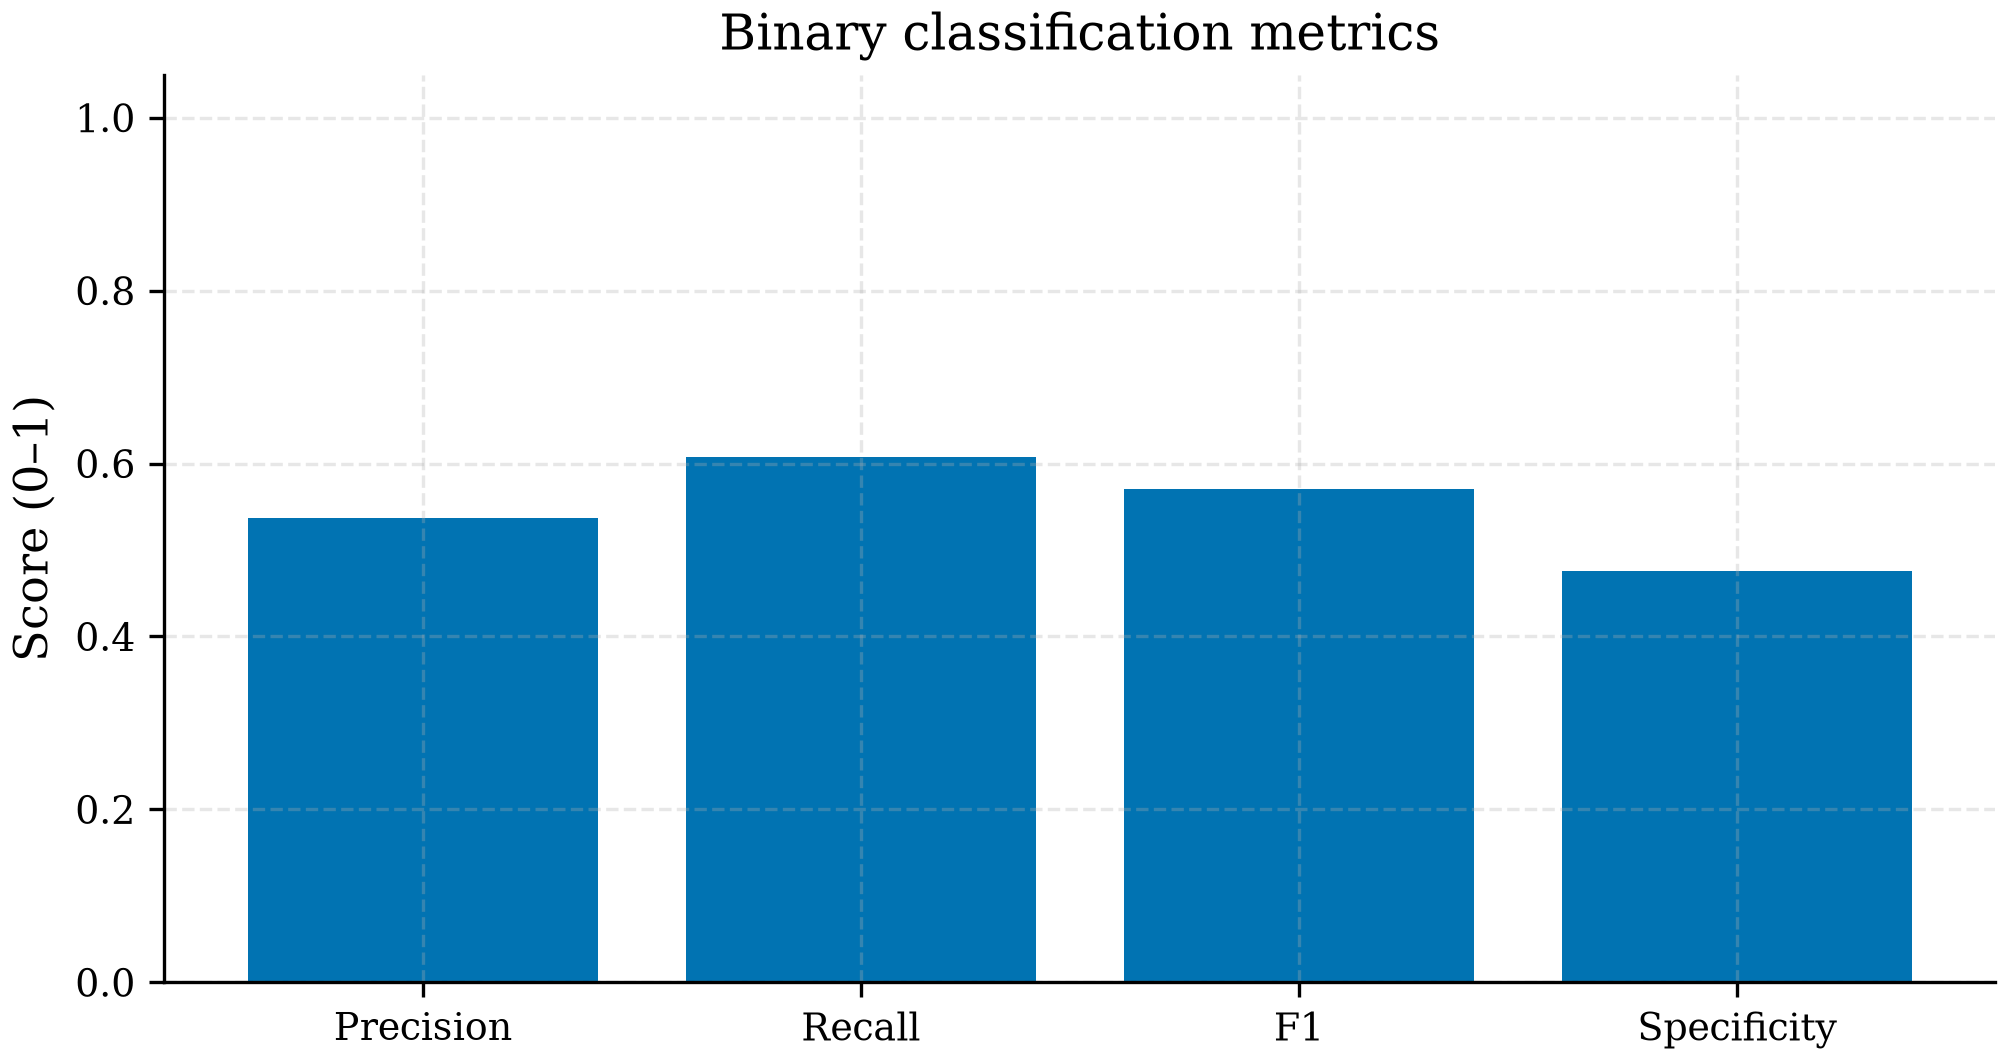 Binary classification metrics
Score (0–1)
1.0
0.8
0.6
0.4
0.2
0.0
Precision
Recall
F1
Specificity